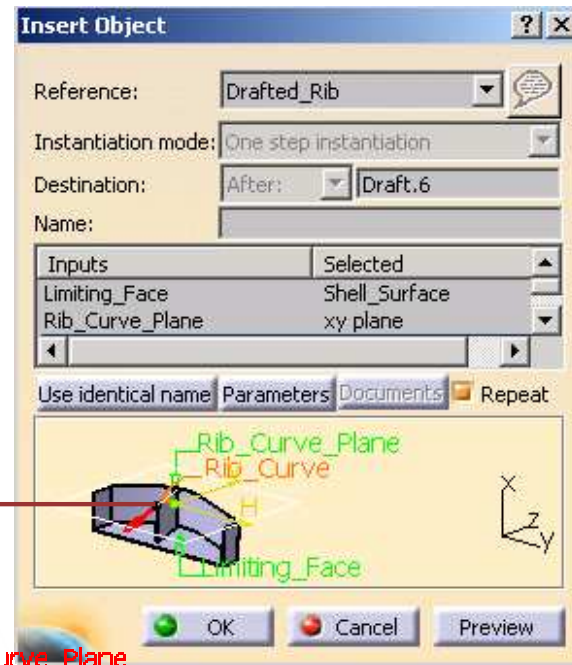 Insert Object
Reference: Drafted_Rib
Instantiation mode: One step instantiation
Destination: After: Draft.6
Name:
Inputs Selected
Limiting_Face Shell_Surface
Rib_Curve_Plane xy plane
Use identical name Parameters Documents Repeat
Rib_Curve_Plane
Rib_Curve
H
Limiting_Face
x
z
y
OK Cancel Preview
urve_Plane